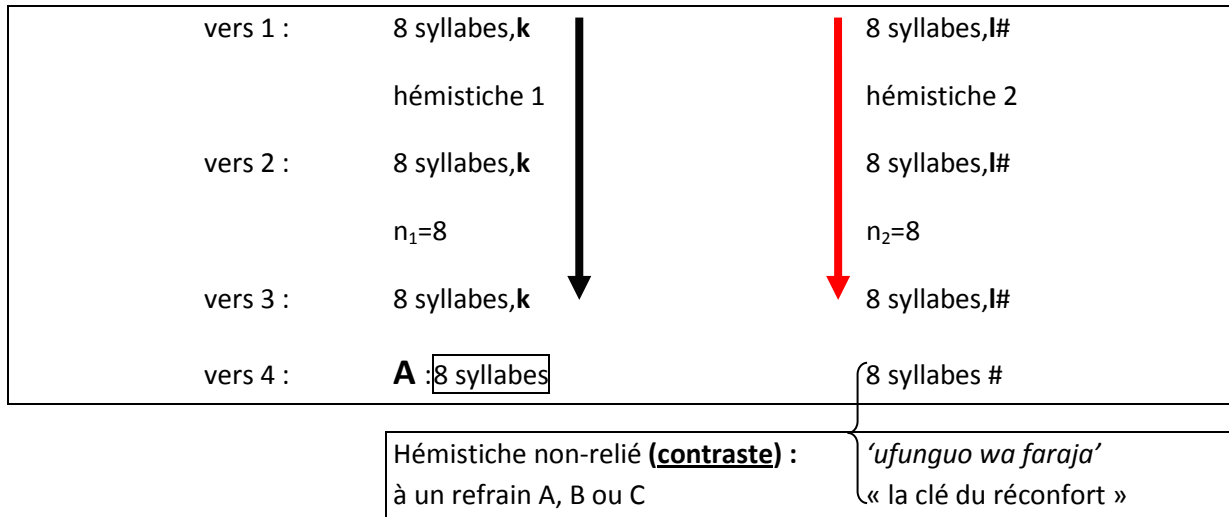 vers 1 : 8 syllabes,k 8 syllabes,l#
hémistiche 1 hémistiche 2
vers 2 : 8 syllabes,k 8 syllabes,l#
n₁=8 n₂=8
vers 3 : 8 syllabes,k 8 syllabes,l#
vers 4 : A :8 syllabes 8 syllabes #
Hémistiche non-relié (contraste) : 'ufunguo wa faraja'
à un refrain A, B ou C « la clé du réconfort »